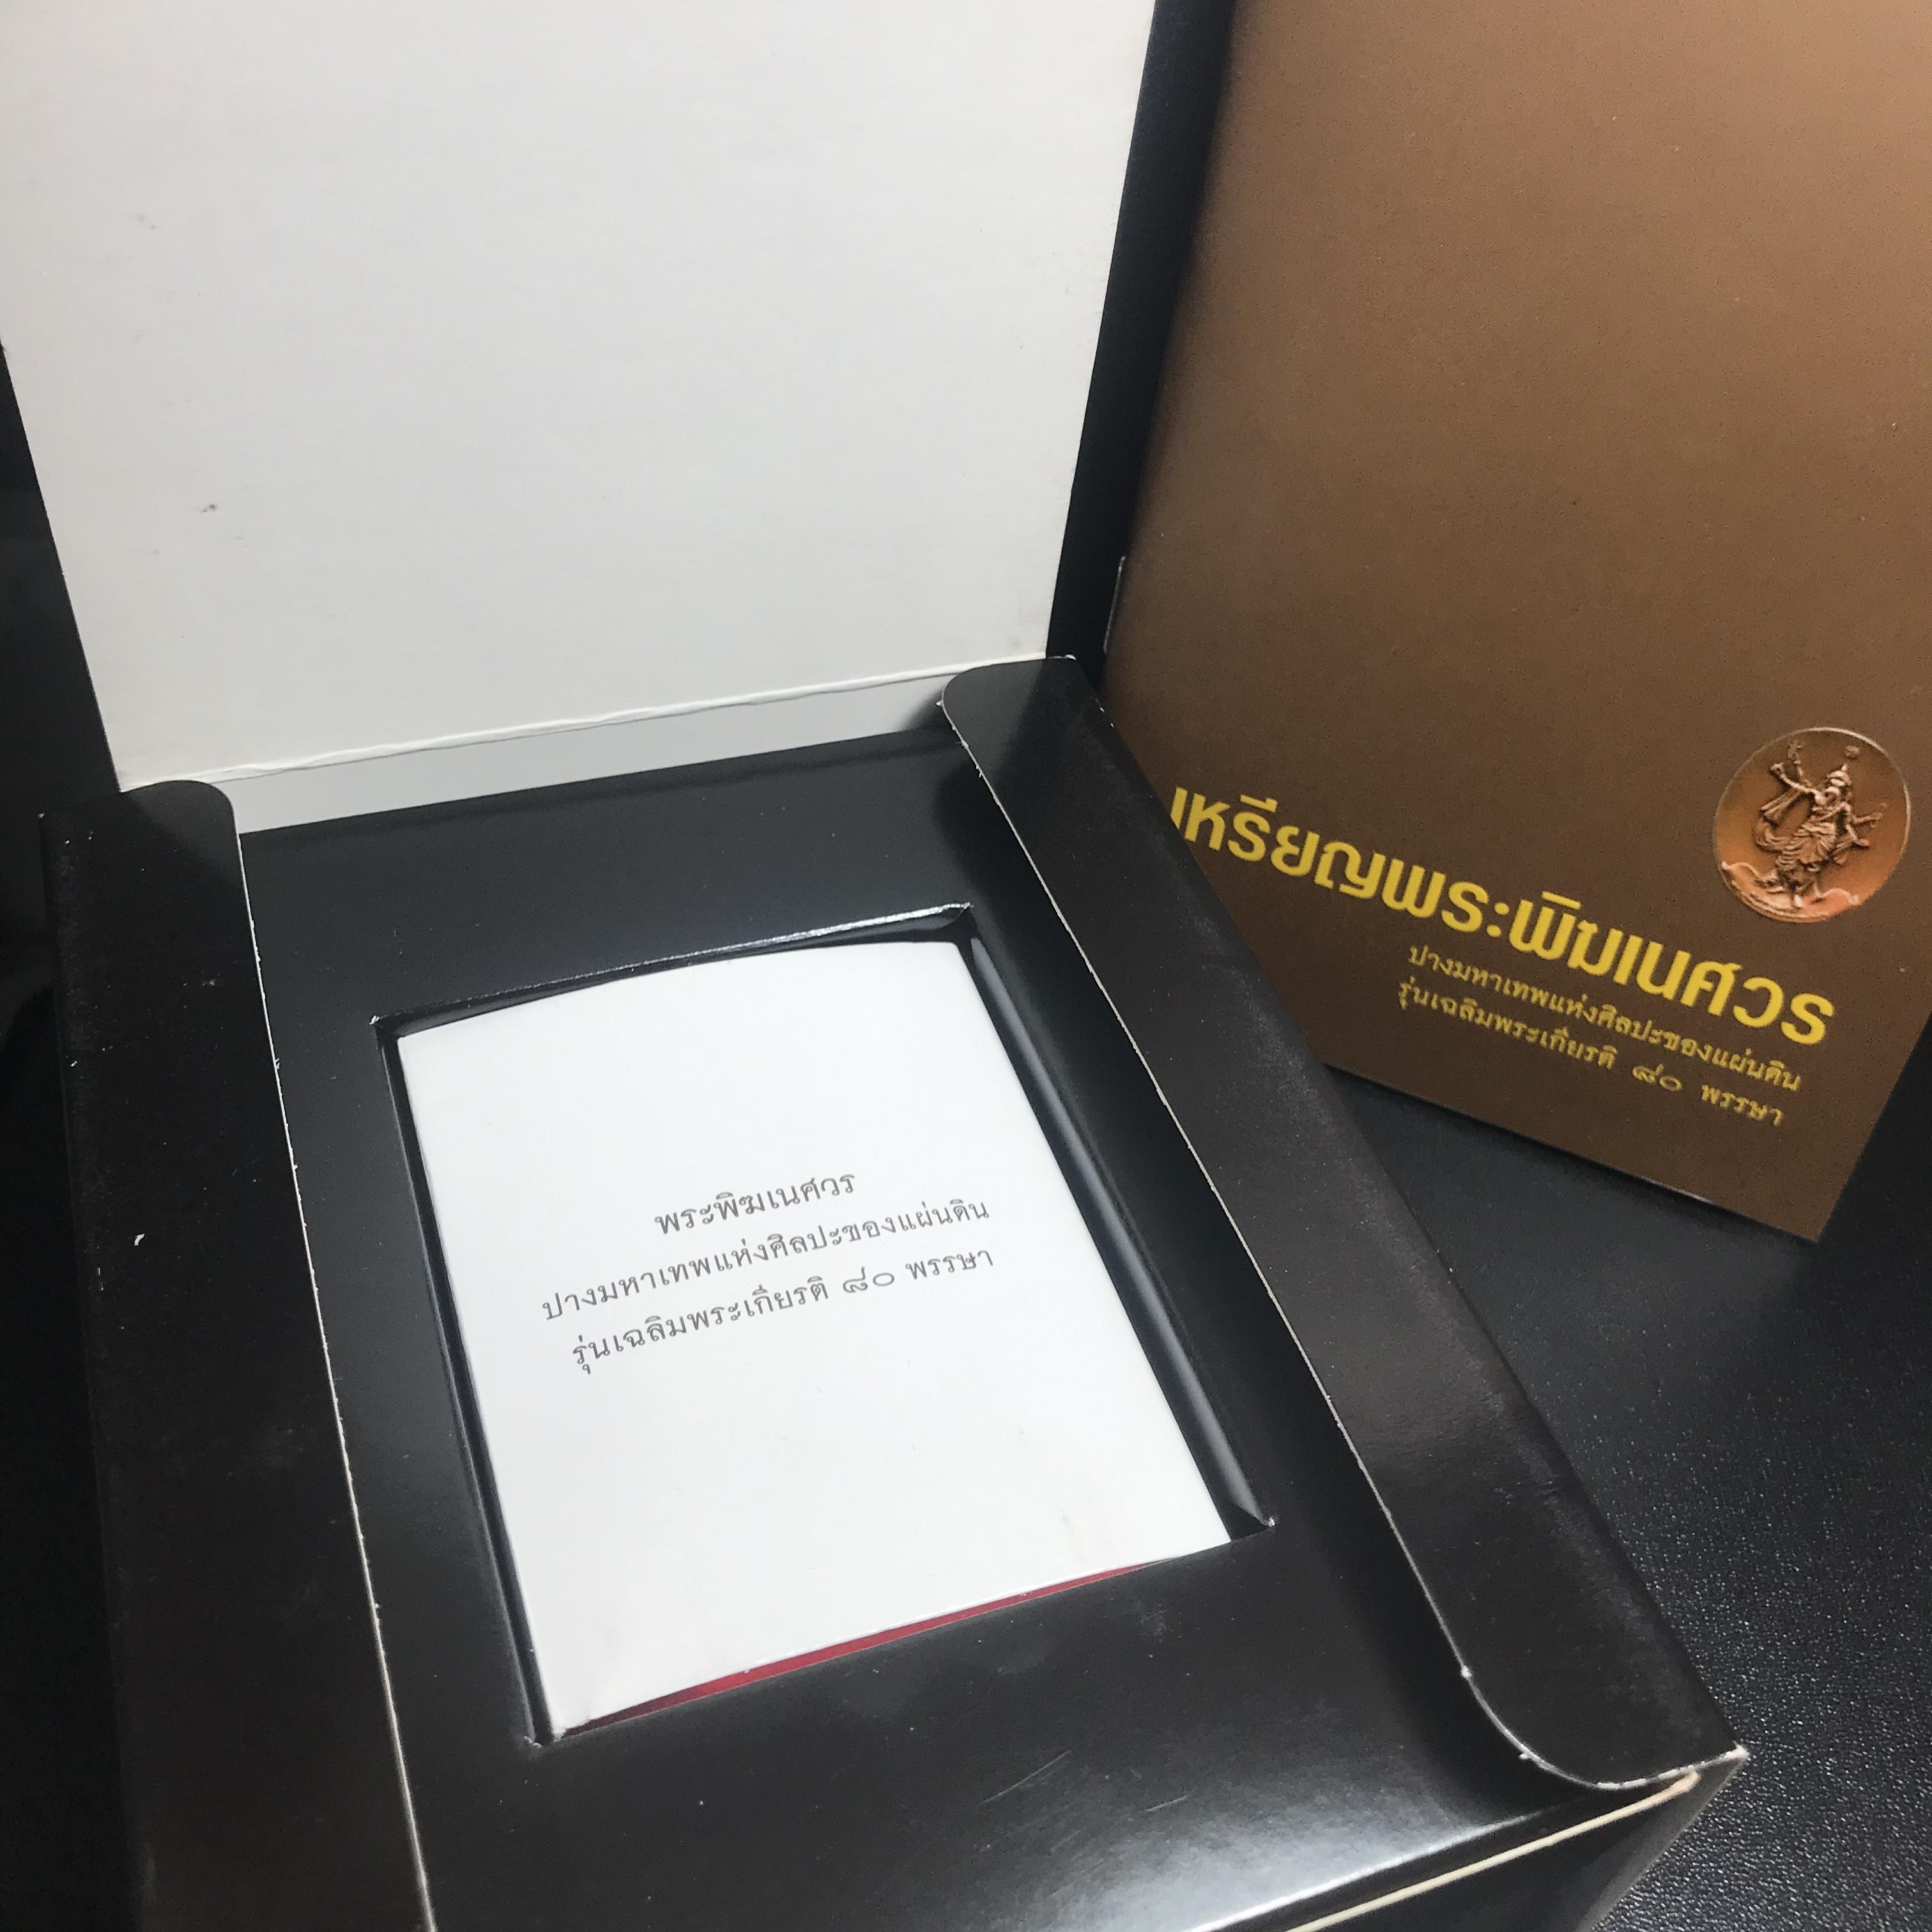 เหรียญพระพิฆเนศวร
ปางมหาเทพแห่งศิลปะของแผ่นดิน
รุ่นเฉลิมพระเกียรติ ๘๐ พรรษา
พระพิฆเนศวร
ปางมหาเทพแห่งศิลปะของแผ่นดิน
รุ่นเฉลิมพระเกียรติ ๘๐ พรรษา